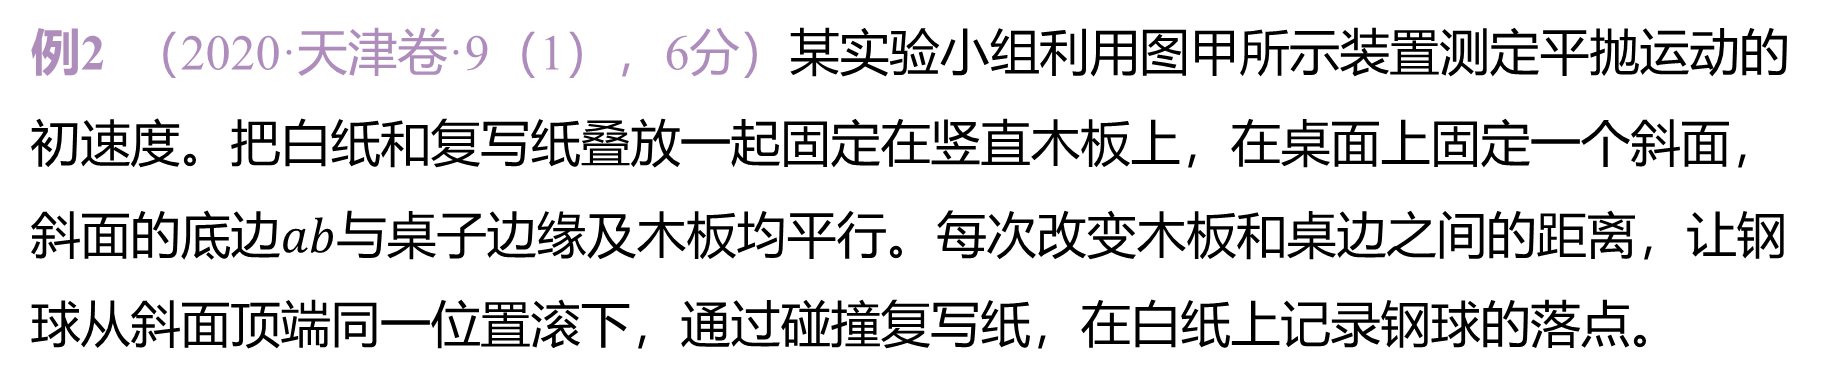 例2 （2020·天津卷·9（1），6分）某实验小组利用图甲所示装置测定平抛运动的
初速度。把白纸和复写纸叠放一起固定在竖直木板上，在桌面上固定一个斜面，
斜面的底边ab与桌子边缘及木板均平行。每次改变木板和桌边之间的距离，让钢
球从斜面顶端同一位置滚下，通过碰撞复写纸，在白纸上记录钢球的落点。